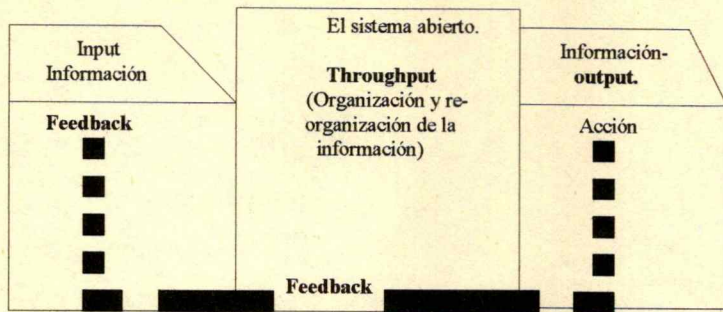 Input
Información
Feedback
El sistema abierto.
Throughput
(Organización y re-
organización de la
información)
Feedback
Información-
output.
Acción